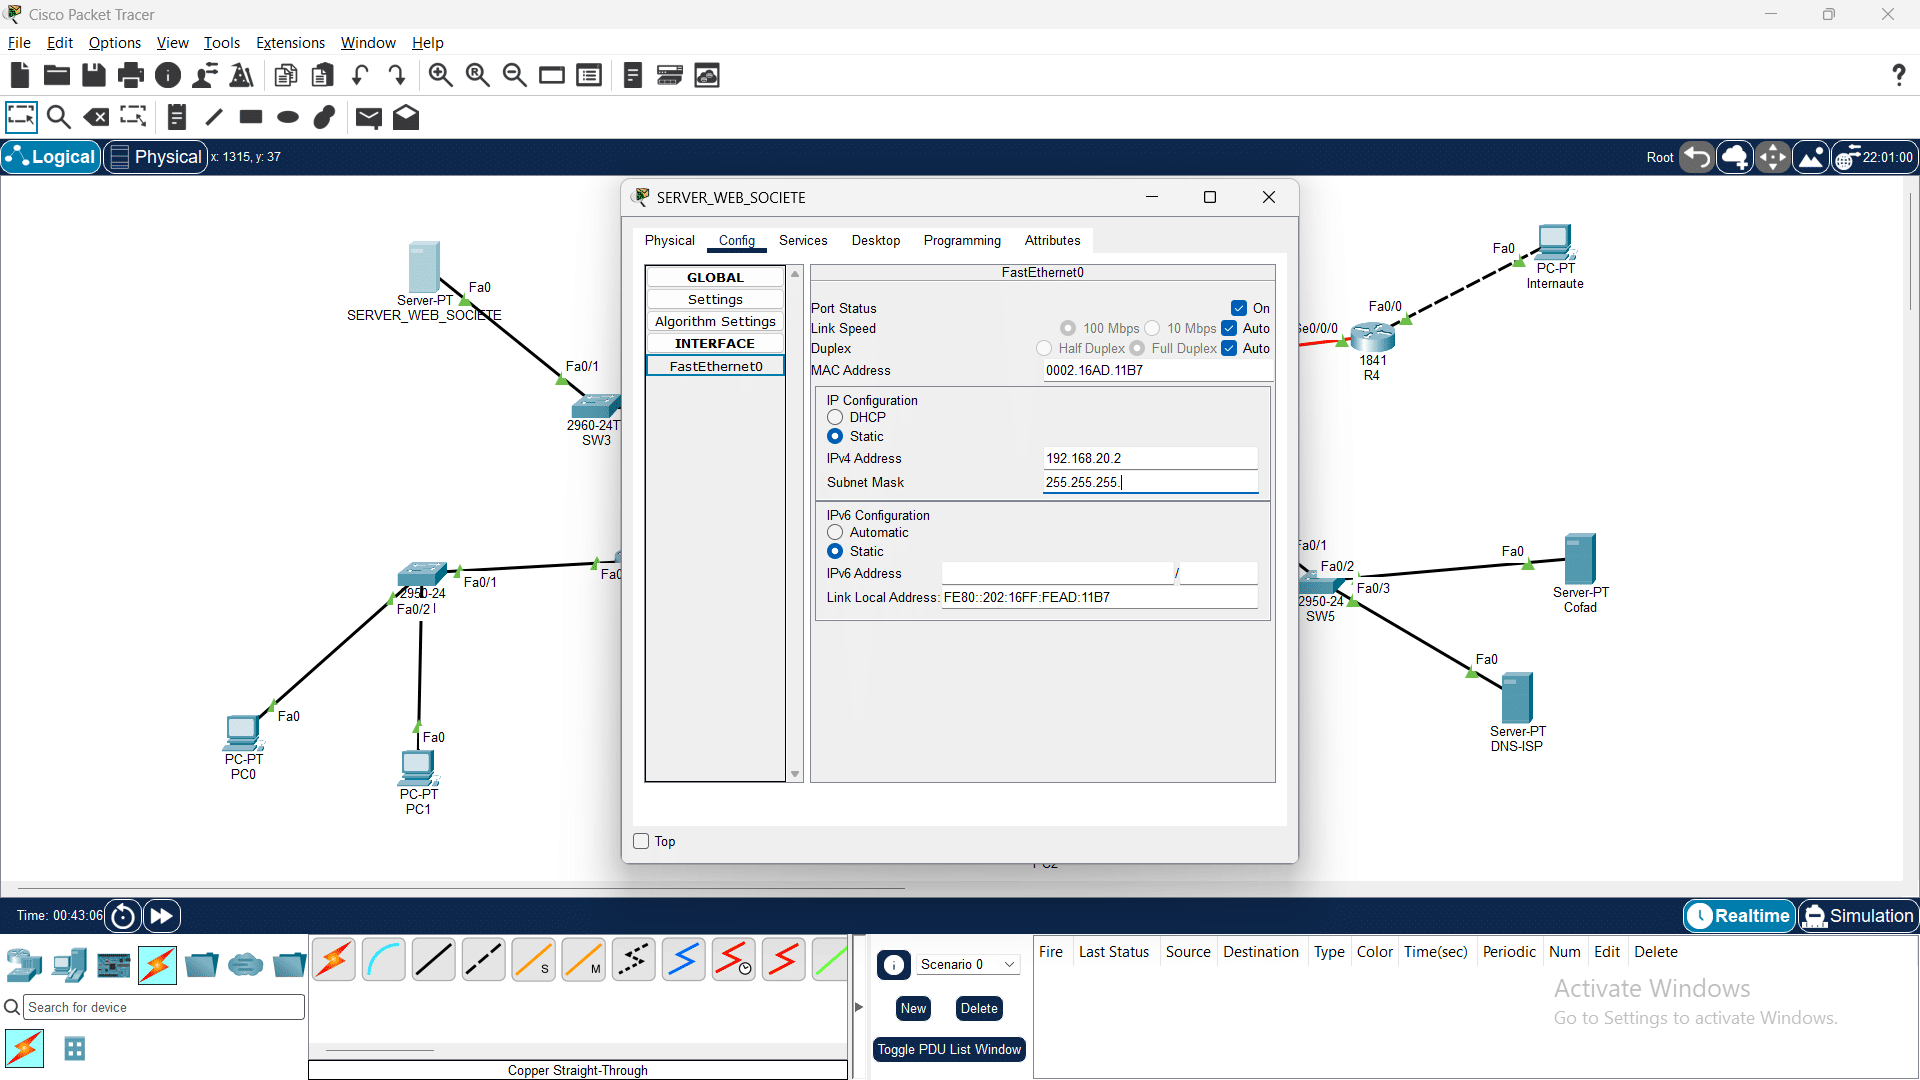 Cisco Packet Tracer
File Edit Options View Tools Extensions Window Help
Logical Physical x: 1315, y: 37 Root 22:01:00
SERVER_WEB_SOCIETE
Physical Config Services Desktop Programming Attributes
GLOBAL
Settings
Algorithm Settings
INTERFACE
FastEthernet0
FastEthernet0
Port Status On
Link Speed 100 Mbps 10 Mbps Auto
Duplex Half Duplex Full Duplex Auto
MAC Address 0002.16AD.11B7
IP Configuration
DHCP
Static
IPv4 Address 192.168.20.2
Subnet Mask 255.255.255.
IPv6 Configuration
Automatic
Static
IPv6 Address /
Link Local Address: FE80::202:16FF:FEAD:11B7
Top
Fa0
Server-PT
SERVER_WEB_SOCIETE
Fa0/1
2960-24T
SW3
2950-24
Fa0/1
Fa0/2
Fa0
PC-PT
PC0
Fa0
PC-PT
PC1
Fa0
PC-PT
Internaute
Fa0/0
Se0/0/0
1841
R4
Fa0/1
Fa0/2
Fa0/3
2950-24
SW5
Fa0
Server-PT
Cofad
Fa0
Server-PT
DNS-ISP
PC2
Time: 00:43:06 Realtime Simulation
S M
Search for device
Copper Straight-Through
Scenario 0
New Delete
Toggle PDU List Window
Fire Last Status Source Destination Type Color Time(sec) Periodic Num Edit Delete
Activate Windows
Go to Settings to activate Windows.